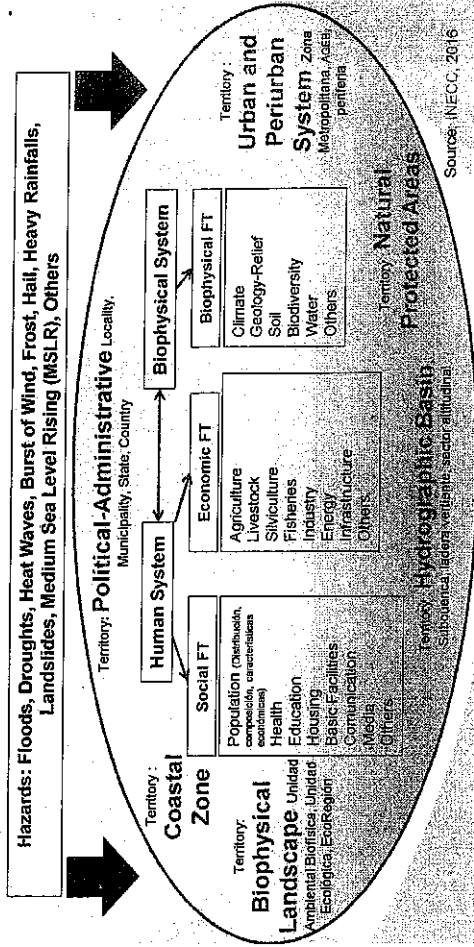 Hazards: Floods, Droughts, Heat Waves, Burst of Wind, Frost, Hail, Heavy Rainfalls,
Landslides, Medium Sea Level Rising (MSLR), Others
Territory: Political-Administrative Locality,
Municipality, State, Country
Territory:
Coastal
Zone
Human System
Biophysical System
Territory:
Urban and
Periurban
System Zona
Metropolitana, AGEB,
periferia
Territory:
Biophysical
Landscape Unidad
Ambiental Biofísica, Unidad
Ecológica, EcoRegión
Social FT
Population (Distribución,
composición, características
económicas)
Health
Education
Housing
Basic Facilities
Comunication
Media
Others
Economic FT
Agriculture
Livestock
Silviculture
Fisheries
Industry
Energy
Infrastructure
Others
Biophysical FT
Climate
Geology-Relief
Soil
Biodiversity
Water
Others
Territory: Hydrographic Basin
Subcuenca, ladera vertiente, sector altitudinal
Territory: Natural
Protected Areas
Source: INECC, 2016